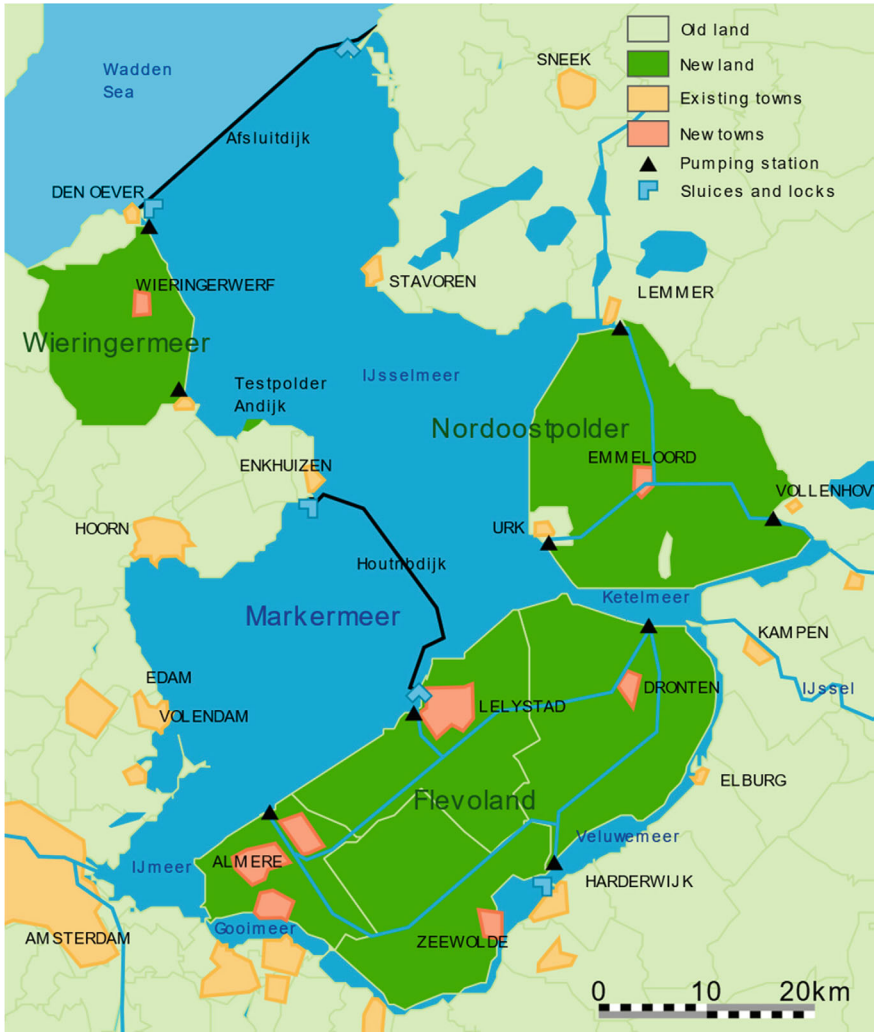 Old land
New land
Existing towns
New towns
Pumping station
Sluices and locks
Wadden
Sea
SNEEK
Afsluitdijk
DEN OEVER
STAVOREN
WIERINGERWERF
LEMMER
Wieringermeer
Testpolder
Andijk
IJsselmeer
Nordoostpolder
ENKHUIZEN
EMMELOORD
VOLLENHOV
HOORN
URK
Houtribdijk
Ketelmeer
Markermeer
KAMPEN
EDAM
DRONTEN
IJssel
VOLENDAM
LELYSTAD
ELBURG
Flevoland
Veluwemeer
IJmeer
ALMERE
HARDERWIJK
Gooimeer
AMSTERDAM
ZEEWOLDE
0 10 20km